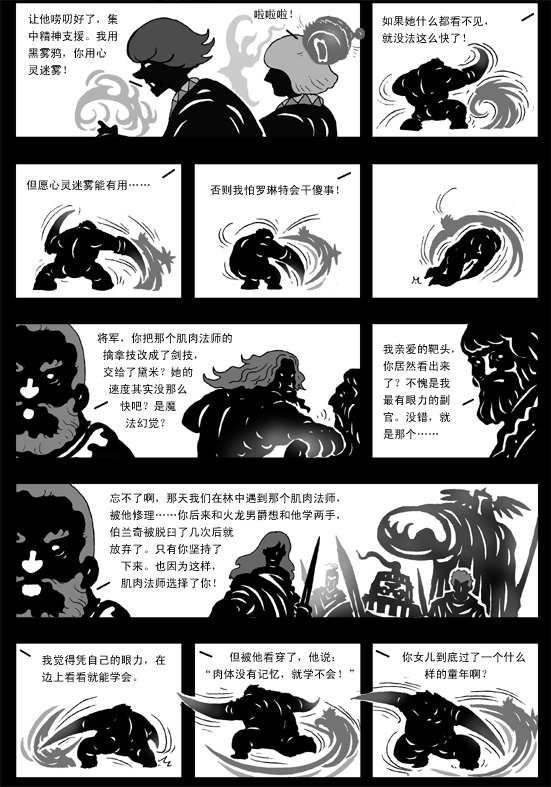 让他唠叨好了，集
中精神支援。我用
黑雾鸦，你用心
灵迷雾！
啦啦啦！
如果她什么都看不见，
就没法这么快了！
但愿心灵迷雾能有用……
否则我怕罗琳特会干傻事！
将军，你把那个肌肉法师的
擒拿技改成了剑技，
交给了黛米？她的
速度其实没那么
快吧？是魔
法幻觉？
我亲爱的靶头，
你居然看出来
了？不愧是我
最有眼力的副
官。没错，就
是那个……
忘不了啊，那天我们在林中遇到那个肌肉法师，
被他修理……你后来和火龙男爵想和他学两手，
伯兰奇被脱臼了几次后就
放弃了。只有你坚持了
下来。也因为这样，
肌肉法师选择了你！
我觉得凭自己的眼力，在
边上看看就能学会。
但被他看穿了，他说：
“肉体没有记忆，就学不会！”
你女儿到底过了一个什么
样的童年啊？